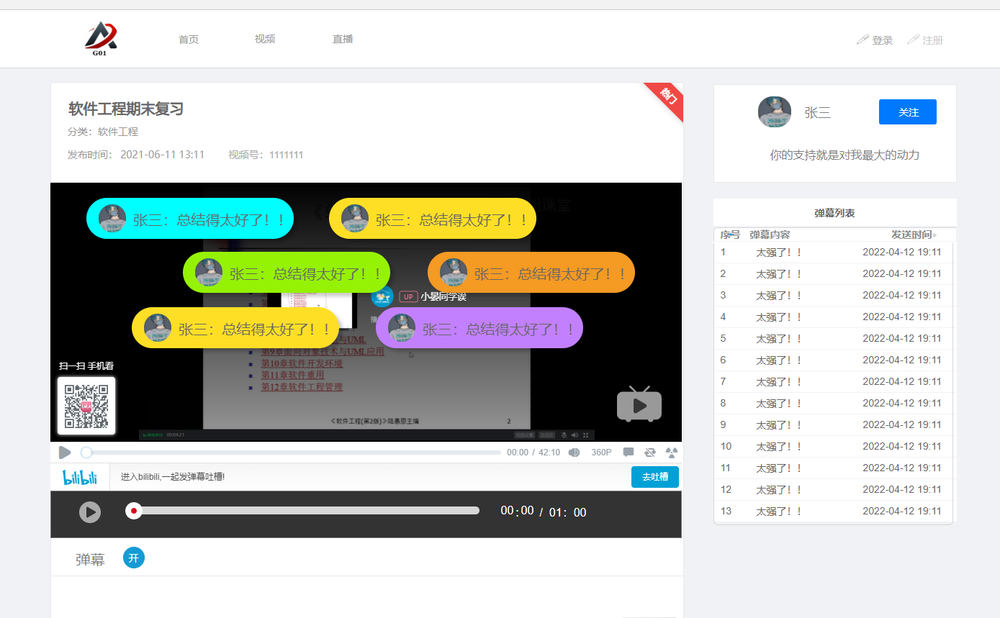 G01
首页
视频
直播
登录
注册
软件工程期末复习
热门
分类：软件工程
发布时间： 2021-06-11 13:11
视频号：1111111
张三：总结得太好了！！
张三：总结得太好了！！
张三：总结得太好了！！
张三：总结得太好了！！
UP 小晏同学诶
张三：总结得太好了！！
张三：总结得太好了！！
与UML
第9章面向对象技术与UML应用
第10章软件开发环境
第11章软件重用
第12章软件工程管理
扫一扫 手机看
《软件工程(第2版)》陆惠恩主编
2
00:04:23
00:00 / 42:10
360P
bilibili
进入bilibili,一起发弹幕吐槽!
去吐槽
00:00 / 01：00
弹幕
开
张三
关注
你的支持就是对我最大的动力
弹幕列表
序号 弹幕内容 发送时间
1 太强了！！ 2022-04-12 19:11
2 太强了！！ 2022-04-12 19:11
3 太强了！！ 2022-04-12 19:11
4 太强了！！ 2022-04-12 19:11
5 太强了！！ 2022-04-12 19:11
6 太强了！！ 2022-04-12 19:11
7 太强了！！ 2022-04-12 19:11
8 太强了！！ 2022-04-12 19:11
9 太强了！！ 2022-04-12 19:11
10 太强了！！ 2022-04-12 19:11
11 太强了！！ 2022-04-12 19:11
12 太强了！！ 2022-04-12 19:11
13 太强了！！ 2022-04-12 19:11